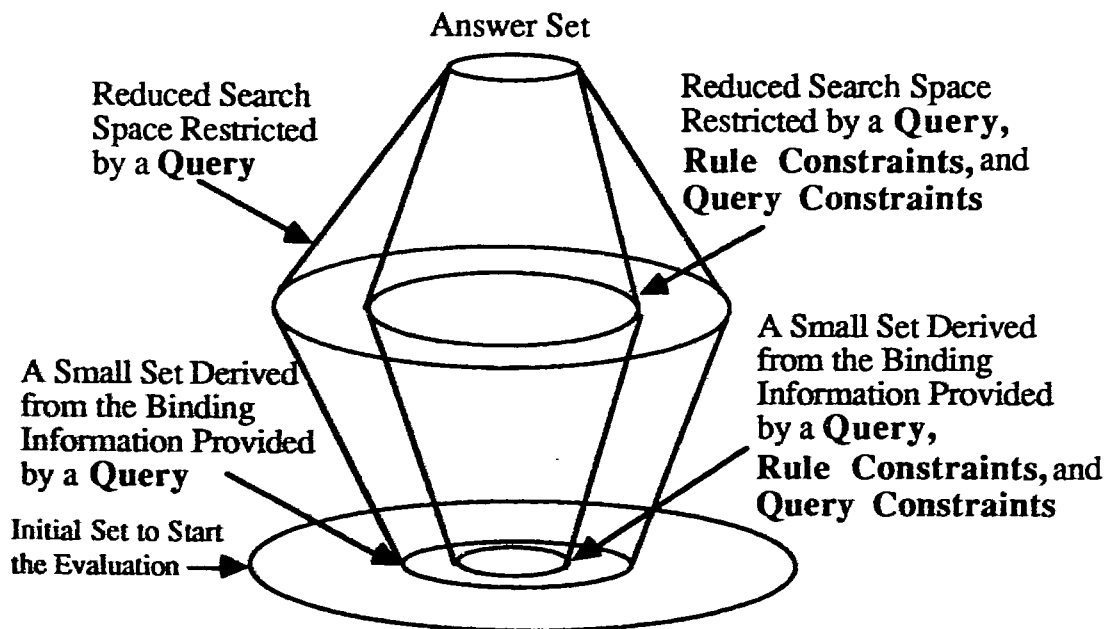 Answer Set
Reduced Search
Space Restricted
by a Query
Reduced Search Space
Restricted by a Query,
Rule Constraints, and
Query Constraints
A Small Set Derived
from the Binding
Information Provided
by a Query
A Small Set Derived
from the Binding
Information Provided
by a Query,
Rule Constraints, and
Query Constraints
Initial Set to Start
the Evaluation